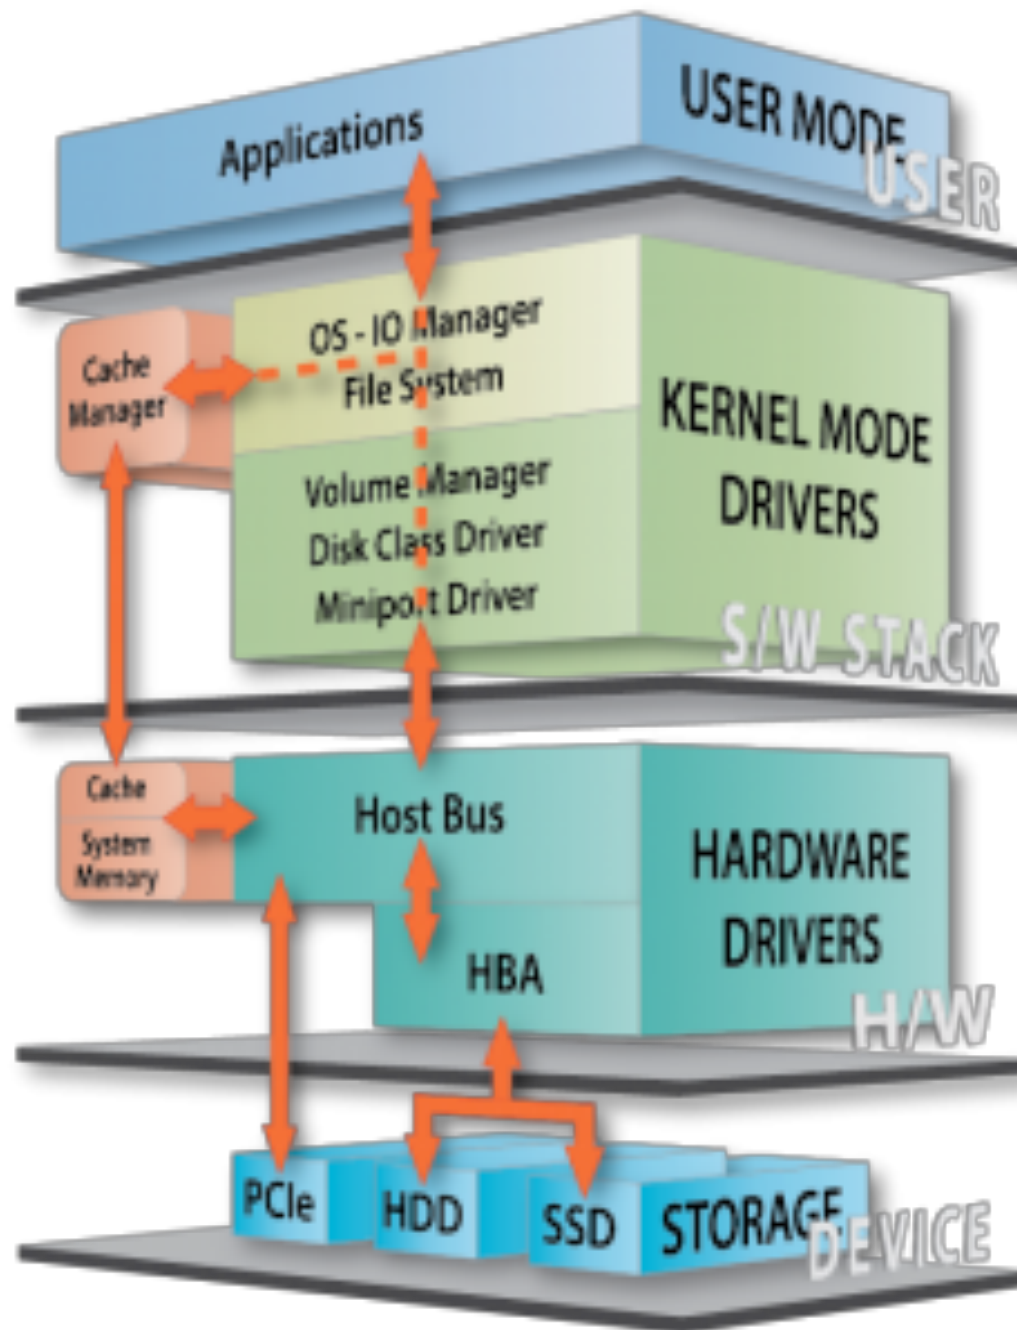 Applications
USER MODE
USER
Cache
Manager
OS - IO Manager
File System
Volume Manager
Disk Class Driver
Miniport Driver
KERNEL MODE
DRIVERS
S/W STACK
Cache
System
Memory
Host Bus
HBA
HARDWARE
DRIVERS
H/W
PCIe
HDD
SSD
STORAGE
DEVICE